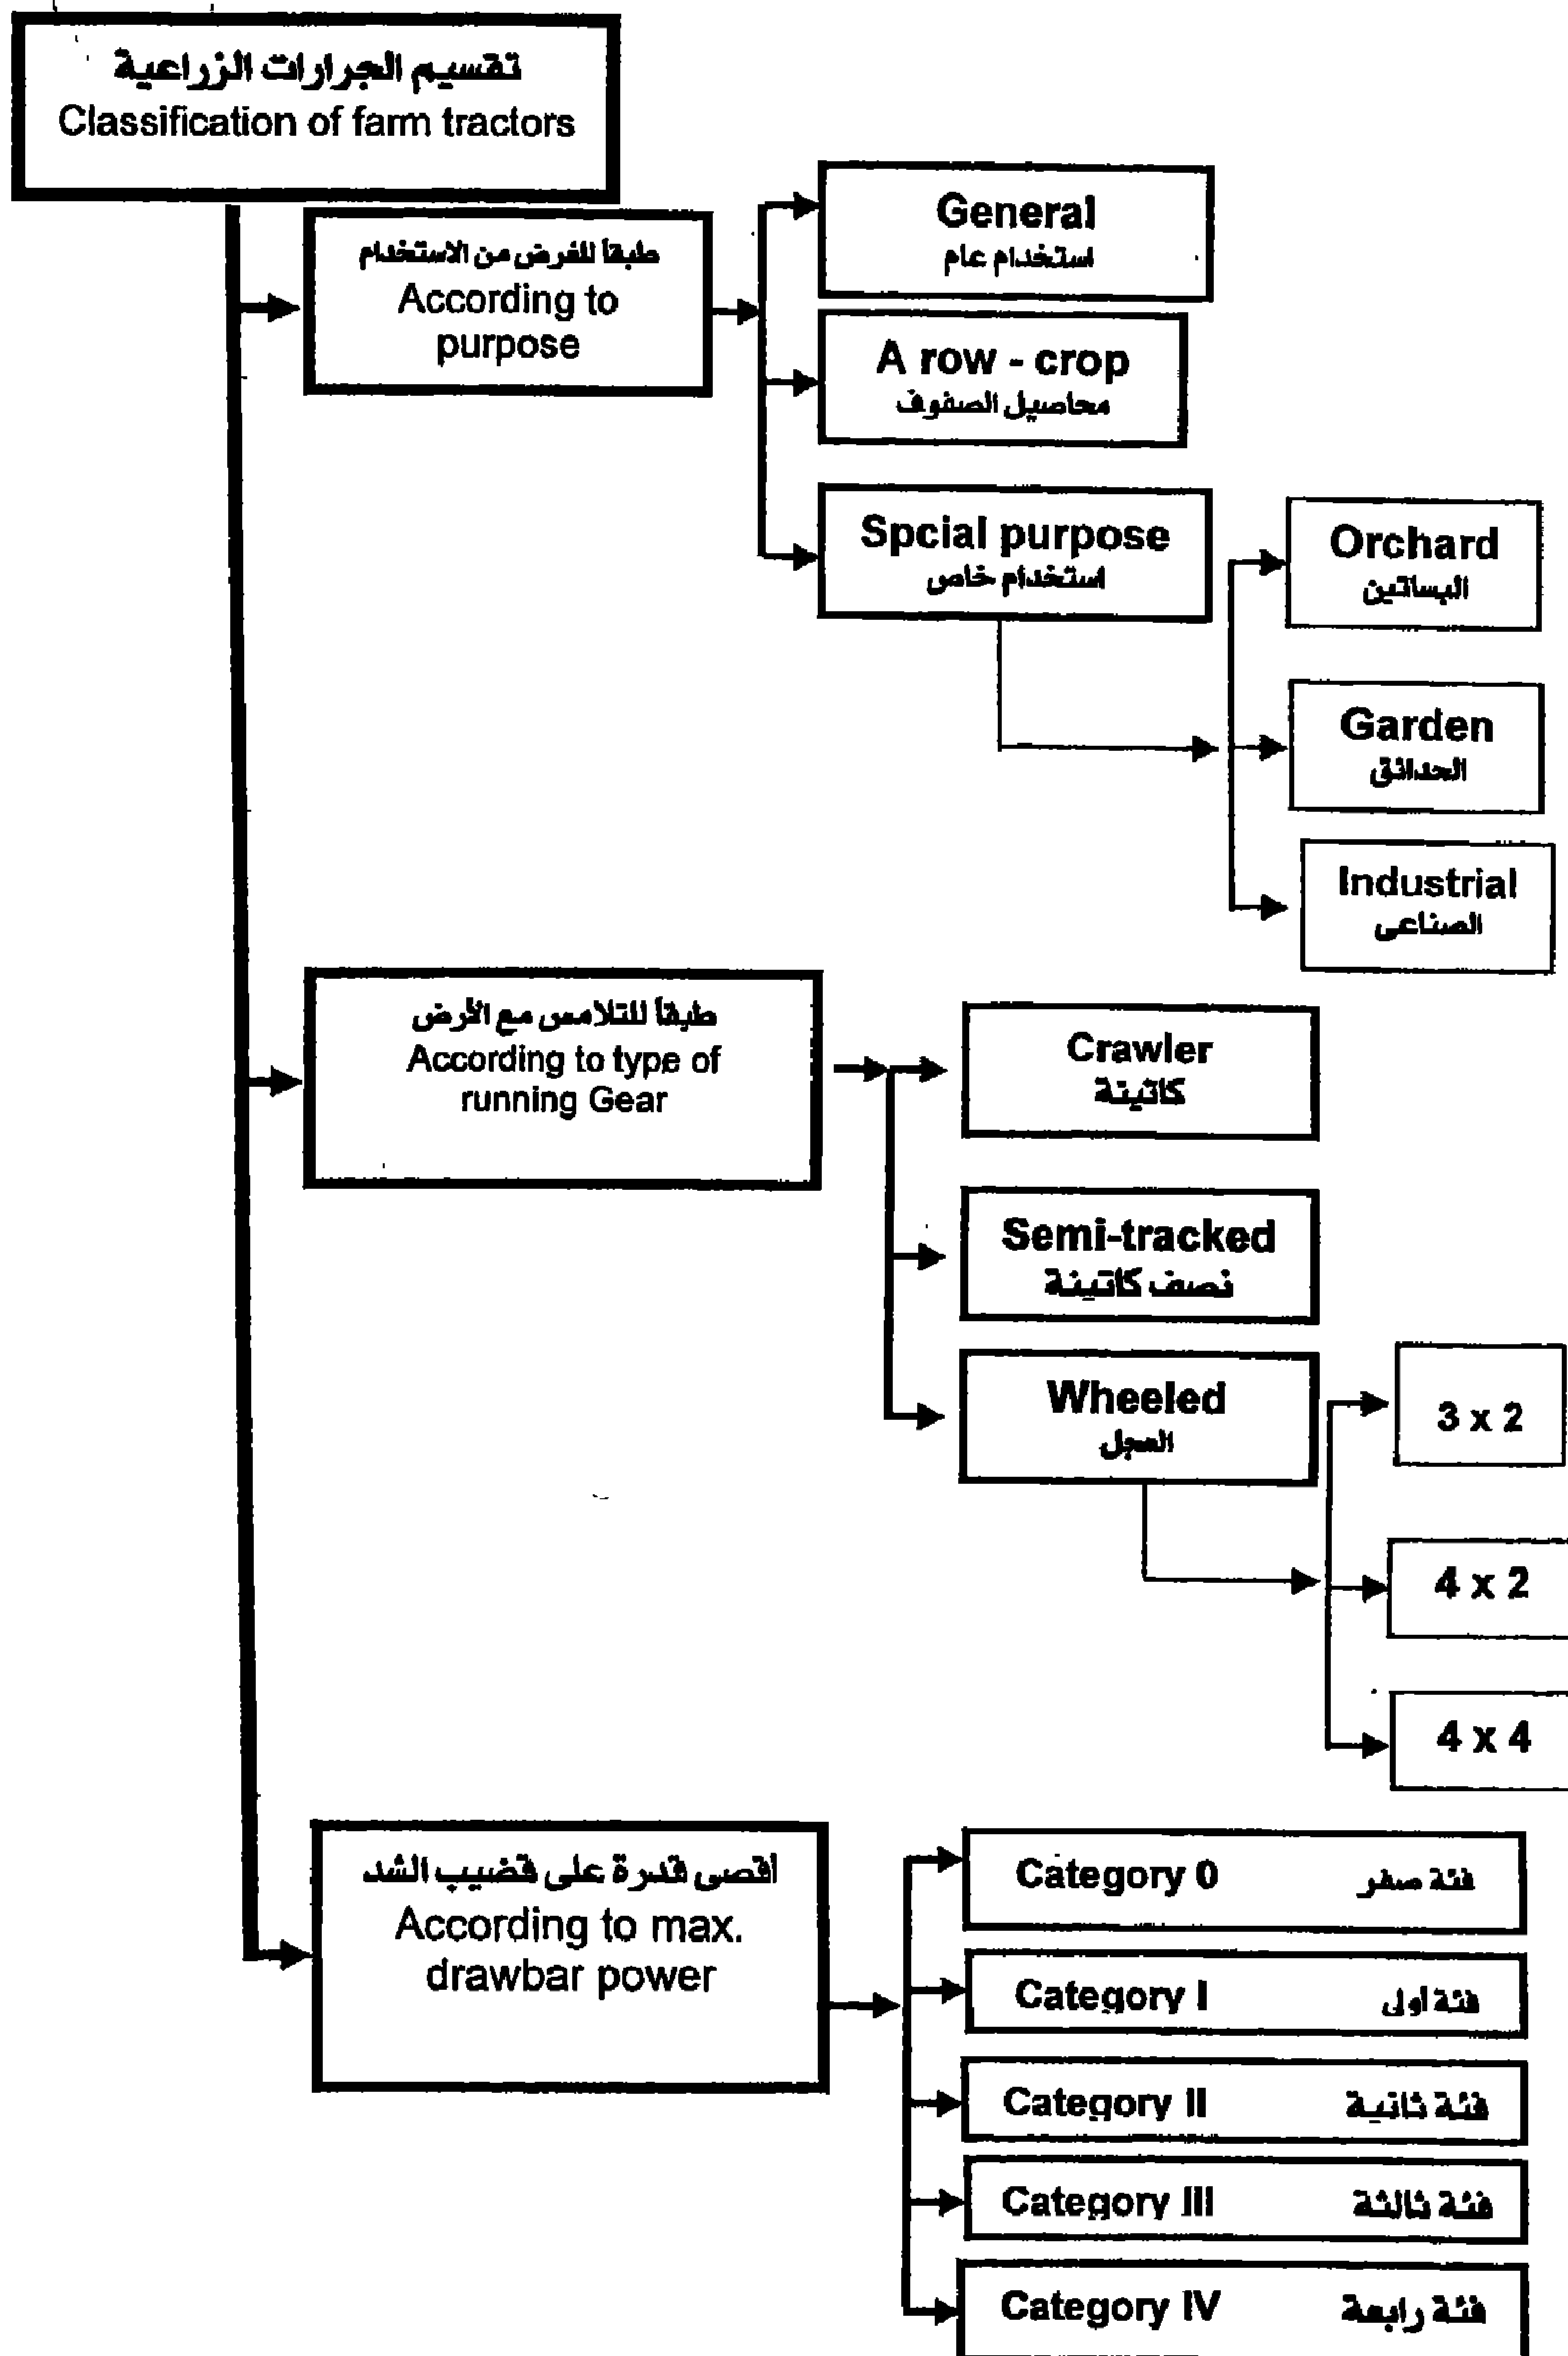 تقسيم الجرارات الزراعية
Classification of farm tractors
طبقاً للغرض من الاستخدام
According to
purpose
General
استخدام عام
A row - crop
محاصيل الصفوف
Spcial purpose
استخدام خاص
Orchard
البساتين
Garden
الحدائق
Industrial
الصناعى
طبقاً للتلامس مع الأرض
According to type of
running Gear
Crawler
كاتينة
Semi-tracked
نصف كاتينة
Wheeled
العجل
3 x 2
4 x 2
4 x 4
أقصى قدرة على قضيب الشد
According to max.
drawbar power
Category 0 فئة صفر
Category I فئة اولى
Category II فئة ثانية
Category III فئة ثالثة
Category IV فئة رابعة